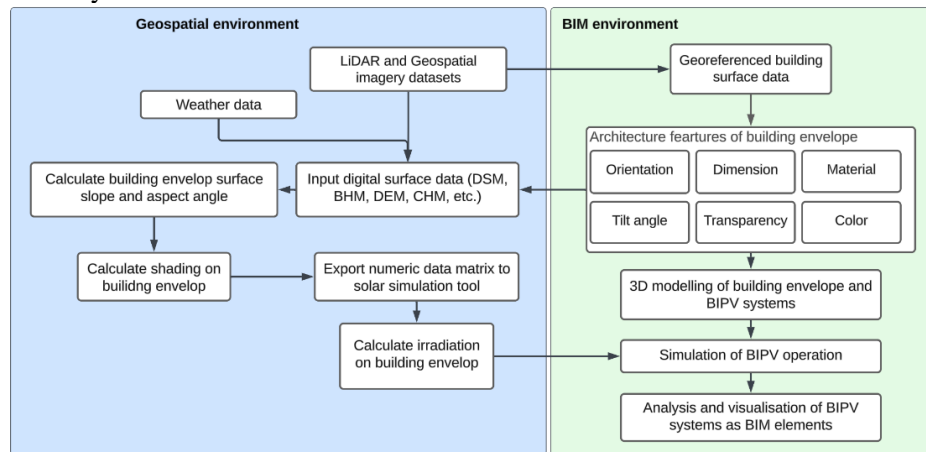 Geospatial environment
BIM environment
LiDAR and Geospatial
imagery datasets
Georeferenced building
surface data
Weather data
Architecture feartures of building envelope
Orientation
Dimension
Material
Tilt angle
Transparency
Color
Calculate building envelop surface
slope and aspect angle
Input digital surface data (DSM,
BHM, DEM, CHM, etc.)
Calculate shading on
builidng envelop
Export numeric data matrix to
solar simulation tool
3D modelling of building envelope and
BIPV systems
Calculate irradiation
on building envelop
Simulation of BIPV operation
Analysis and visualisation of BIPV
systems as BIM elements